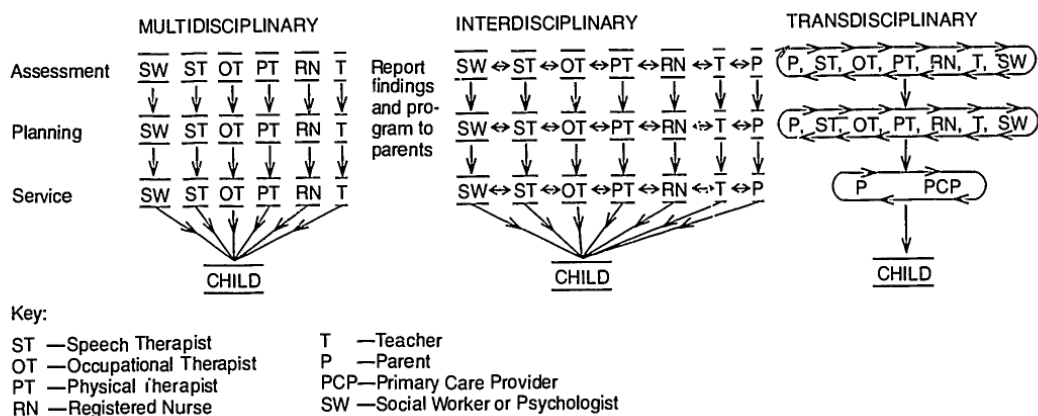 MULTIDISCIPLINARY
INTERDISCIPLINARY
TRANSDISCIPLINARY
Assessment
SW ST OT PT RN T
Report
findings
and pro-
gram to
parents
SW ST OT PT RN T P
P, ST, OT, PT, RN, T, SW
Planning
SW ST OT PT RN T
SW ST OT PT RN T P
P, ST, OT, PT, RN, T, SW
Service
SW ST OT PT RN T
SW ST OT PT RN T P
P PCP
CHILD
CHILD
CHILD
Key:
ST —Speech Therapist
OT —Occupational Therapist
PT —Physical Therapist
RN —Registered Nurse
T —Teacher
P —Parent
PCP—Primary Care Provider
SW —Social Worker or Psychologist